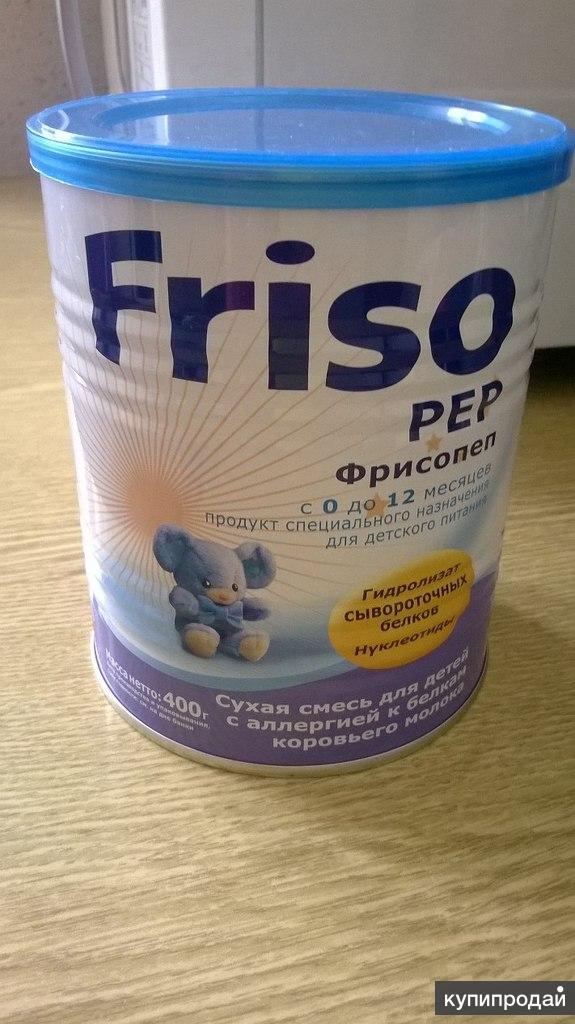 Friso
PEP
Фрисопеп
с 0 до 12 месяцев
продукт специального назначения
для детского питания
Гидролизат
сывороточных
белков
Нуклеотиды
Масса нетто: 400 г
Сухая смесь для детей
с аллергией к белкам
коровьего молока
купипродай